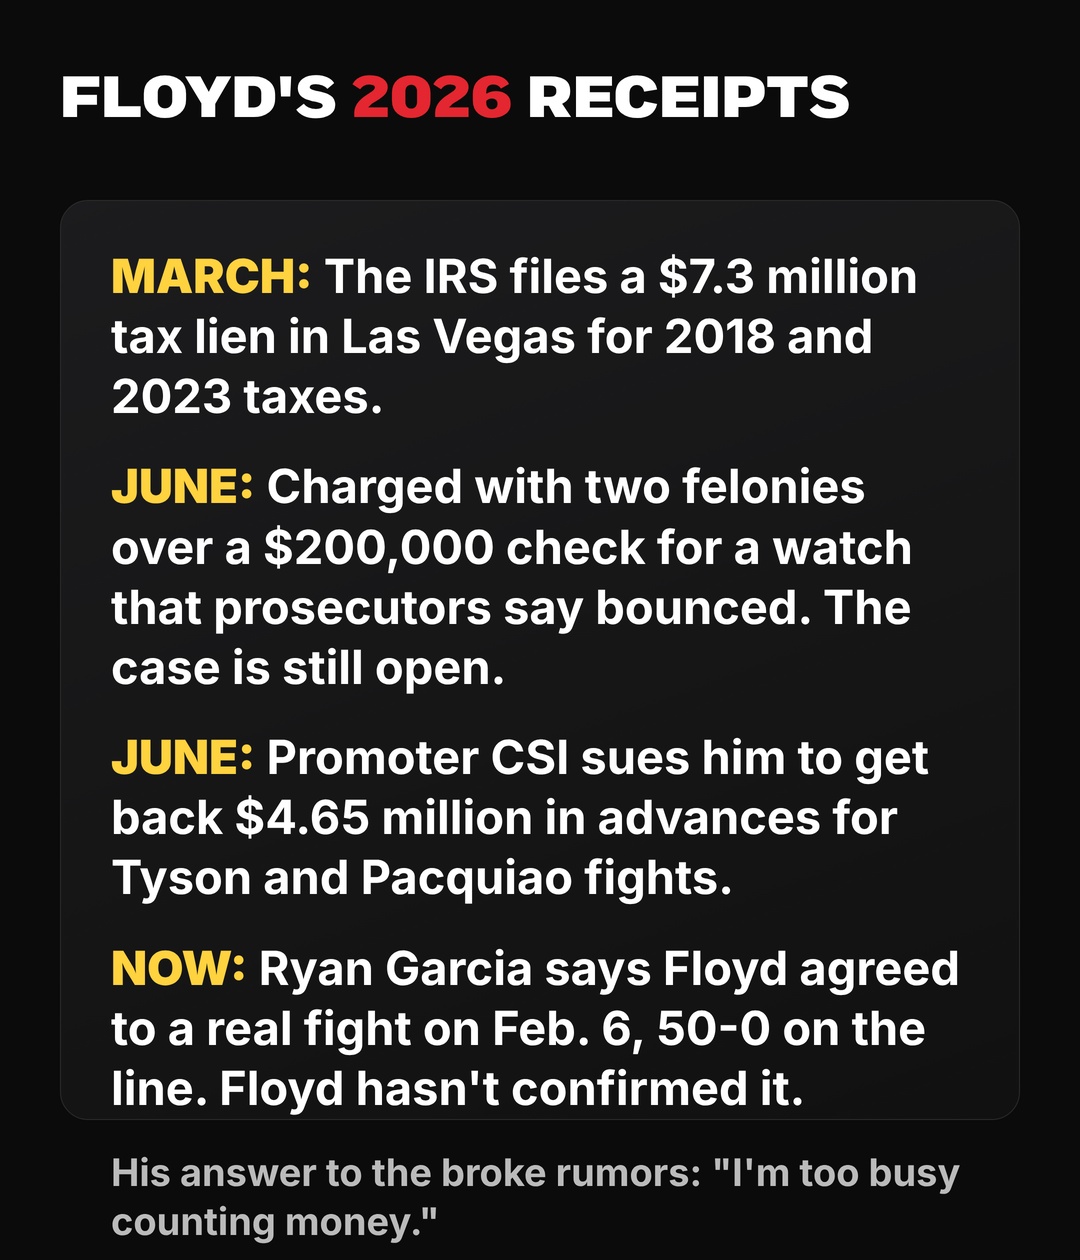 FLOYD'S 2026 RECEIPTS
MARCH: The IRS files a $7.3 million
tax lien in Las Vegas for 2018 and
2023 taxes.
JUNE: Charged with two felonies
over a $200,000 check for a watch
that prosecutors say bounced. The
case is still open.
JUNE: Promoter CSI sues him to get
back $4.65 million in advances for
Tyson and Pacquiao fights.
NOW: Ryan Garcia says Floyd agreed
to a real fight on Feb. 6, 50-0 on the
line. Floyd hasn't confirmed it.
His answer to the broke rumors: "I'm too busy
counting money."